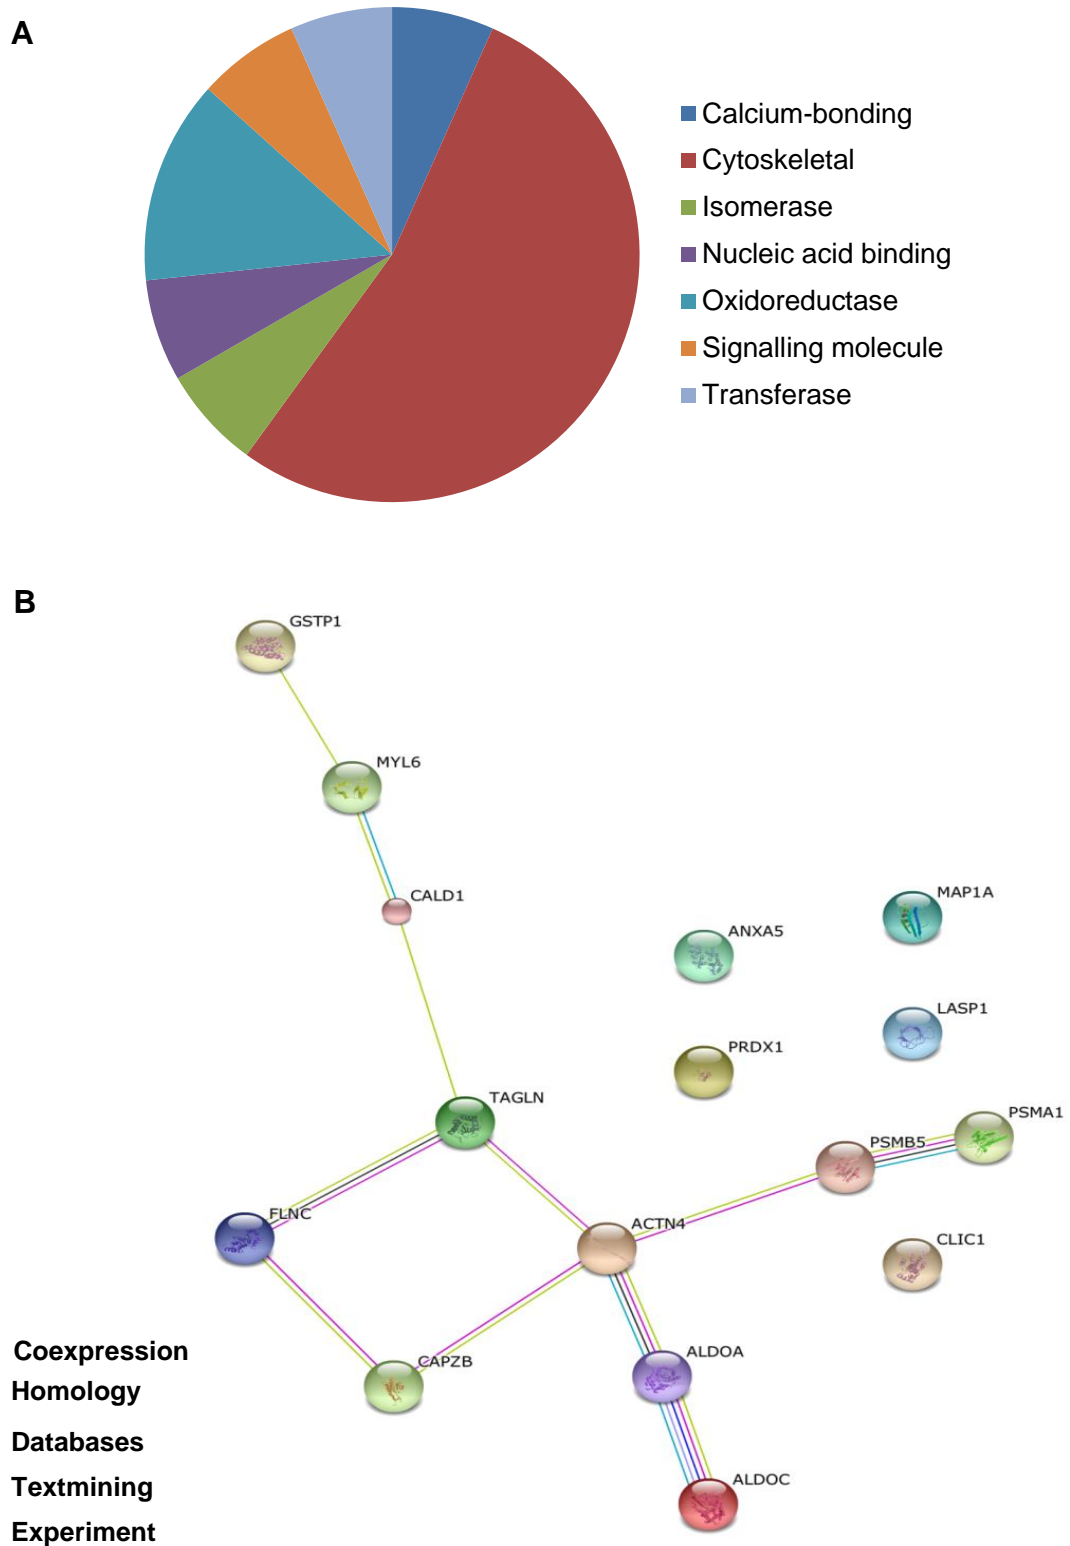 A
Calcium-bonding
Cytoskeletal
Isomerase
Nucleic acid binding
Oxidoreductase
Signalling molecule
Transferase
B
GSTP1
MYL6
CALD1
MAP1A
ANXA5
LASP1
PRDX1
TAGLN
PSMA1
PSMB5
FLNC
ACTN4
CLIC1
Coexpression
ALDOA
CAPZB
Homology
Databases
ALDOC
Textmining
Experiment